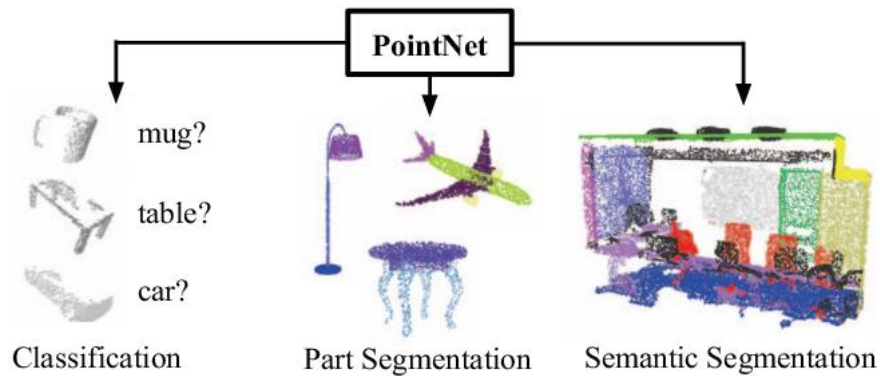 PointNet
mug?
table?
car?
Classification
Part Segmentation
Semantic Segmentation